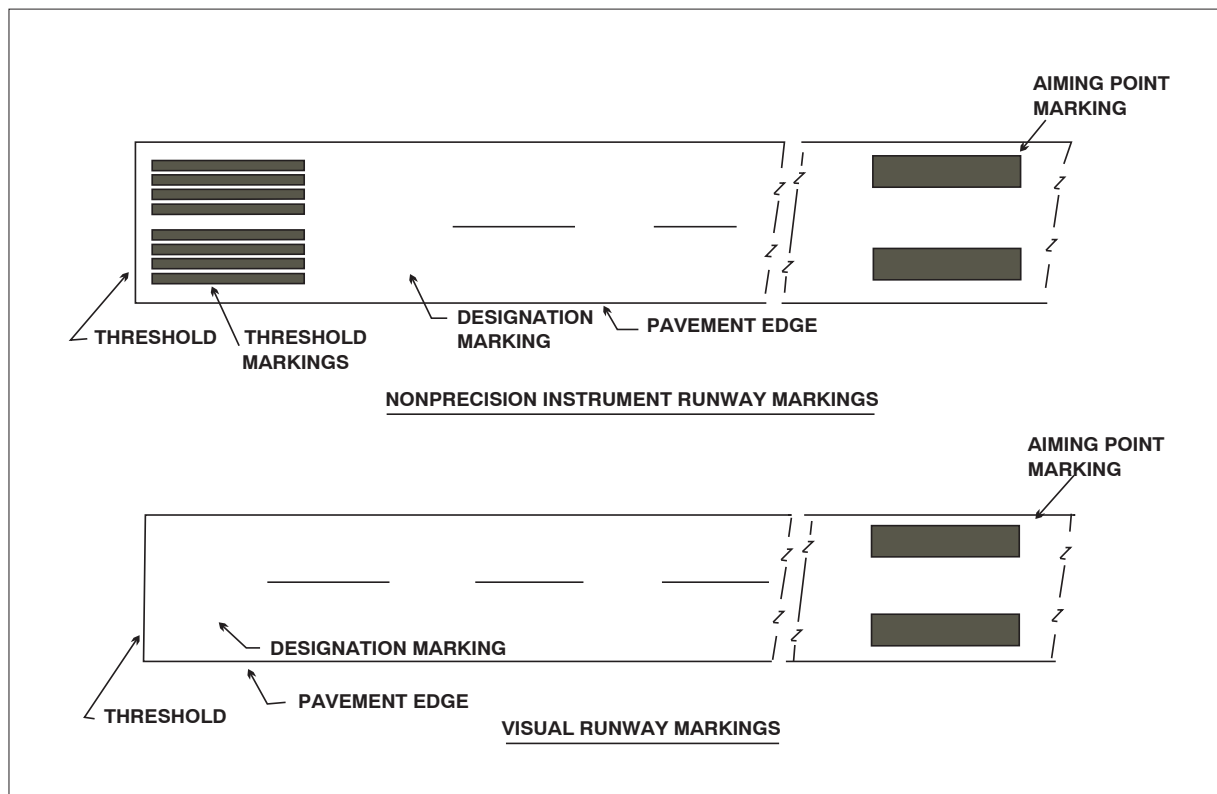 AIMING POINT
MARKING
THRESHOLD
THRESHOLD
MARKINGS
DESIGNATION
MARKING
PAVEMENT EDGE
NONPRECISION INSTRUMENT RUNWAY MARKINGS
AIMING POINT
MARKING
DESIGNATION MARKING
PAVEMENT EDGE
THRESHOLD
VISUAL RUNWAY MARKINGS